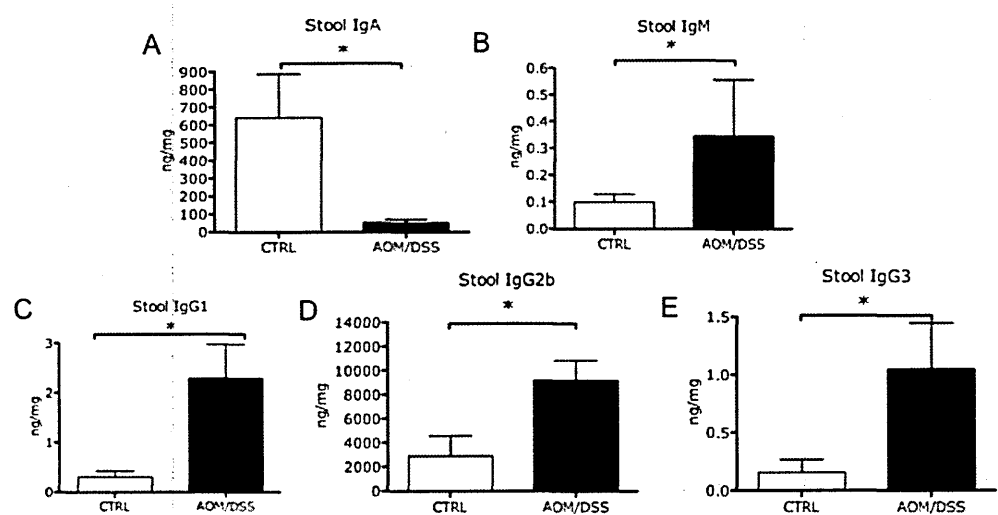 A
Stool IgA
*
900
800
700
600
500
400
300
200
100
0
ng/mg
CTRL
AOM/DSS
B
Stool IgM
*
0.6
0.5
0.4
0.3
0.2
0.1
0.0
ng/mg
CTRL
AOM/DSS
C
Stool IgG1
*
3
2
1
0
ng/mg
CTRL
AOM/DSS
D
Stool IgG2b
*
14000
12000
10000
8000
6000
4000
2000
0
ng/mg
CTRL
AOM/DSS
E
Stool IgG3
*
1.5
1.0
0.5
0.0
ng/mg
CTRL
AOM/DSS